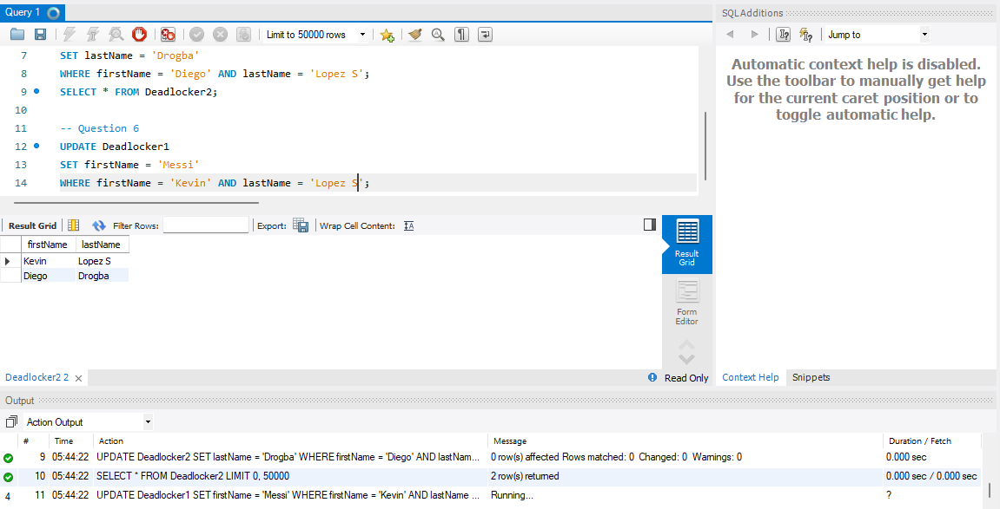 Query 1
SQLAdditions
Limit to 50000 rows
Jump to
7 SET lastName = 'Drogba'
8 WHERE firstName = 'Diego' AND lastName = 'Lopez S';
9 SELECT * FROM Deadlocker2;
10
11 -- Question 6
12 UPDATE Deadlocker1
13 SET firstName = 'Messi'
14 WHERE firstName = 'Kevin' AND lastName = 'Lopez S';
Automatic context help is disabled.
Use the toolbar to manually get help
for the current caret position or to
toggle automatic help.
Result Grid Filter Rows: Export: Wrap Cell Content: IA
firstName lastName
Kevin Lopez S
Diego Drogba
Result
Grid
Form
Editor
Deadlocker2 2
Read Only
Context Help Snippets
Output
Action Output
# Time Action Message Duration / Fetch
9 05:44:22 UPDATE Deadlocker2 SET lastName = 'Drogba' WHERE firstName = 'Diego' AND lastNam... 0 row(s) affected Rows matched: 0 Changed: 0 Warnings: 0 0.000 sec
10 05:44:22 SELECT * FROM Deadlocker2 LIMIT 0, 50000 2 row(s) returned 0.000 sec / 0.000 sec
4 11 05:44:22 UPDATE Deadlocker1 SET firstName = 'Messi' WHERE firstName = 'Kevin' AND lastName ... Running... ?